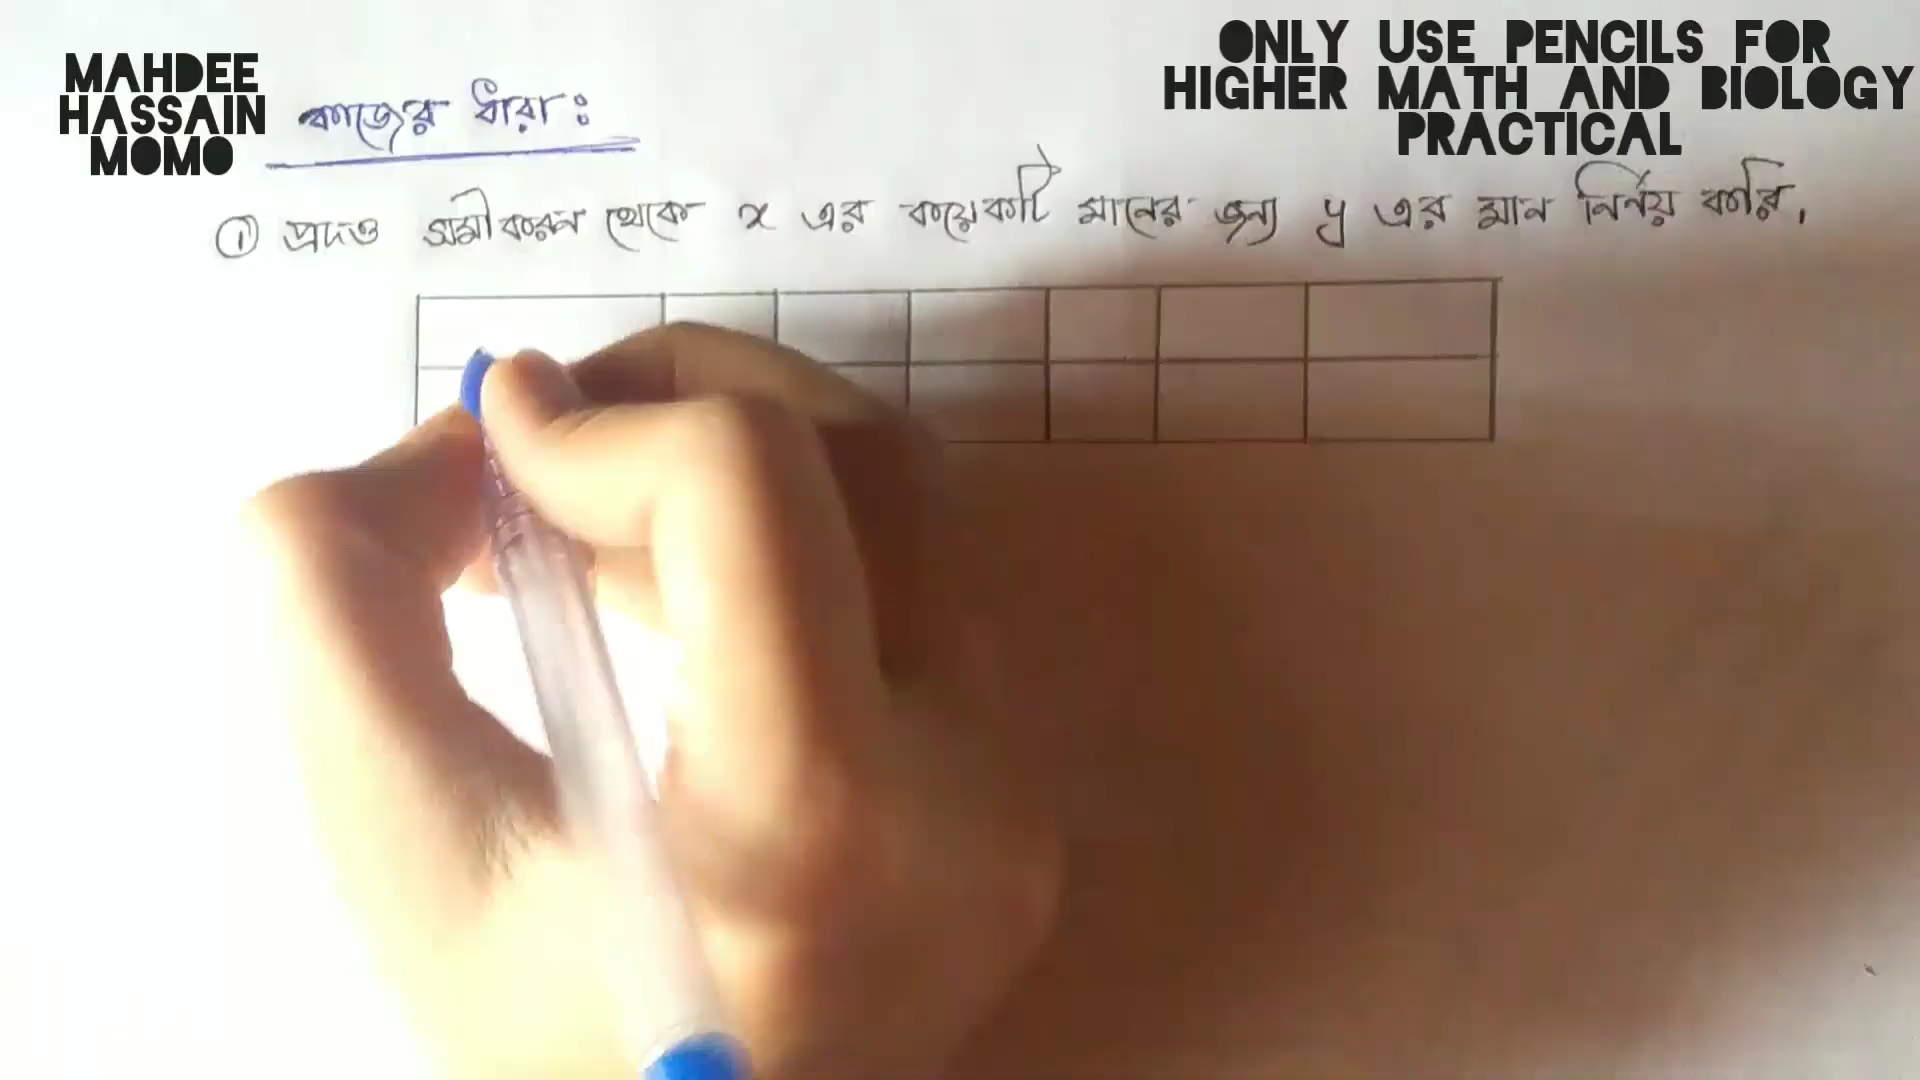 MAHDEE
HASSAIN
MOMO
ONLY USE PENCILS FOR
HIGHER MATH AND BIOLOGY
PRACTICAL
কাজের ধারা:
① প্রদত্ত সমীকরন থেকে x এর কয়েকটি মানের জন্য y এর মান নির্ণয় করি,